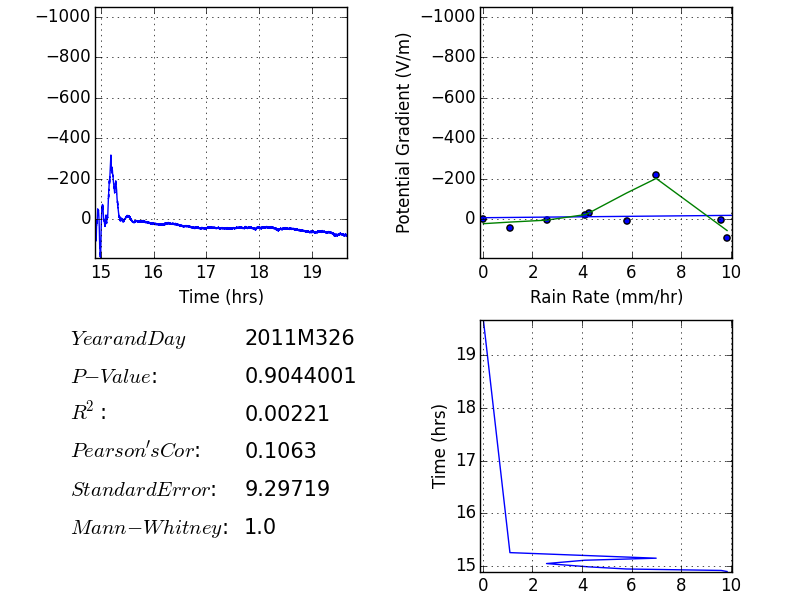 −1000
−800
−600
−400
−200
0
15 16 17 18 19
Time (hrs)
Potential Gradient (V/m)
−1000
−800
−600
−400
−200
0
0 2 4 6 8 10
Rain Rate (mm/hr)
YearandDay 2011M326
P−Value: 0.9044001
R²: 0.00221
Pearson'sCor: 0.1063
StandardError: 9.29719
Mann−Whitney: 1.0
Time (hrs)
19
18
17
16
15
0 2 4 6 8 10